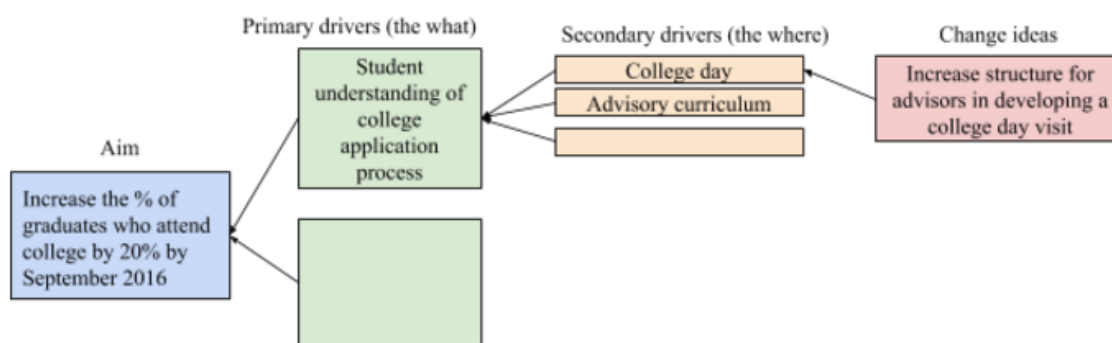 Primary drivers (the what)
Student
understanding of
college
application
process
Secondary drivers (the where)
College day
Advisory curriculum
Change ideas
Increase structure for
advisors in developing a
college day visit
Aim
Increase the % of
graduates who attend
college by 20% by
September 2016